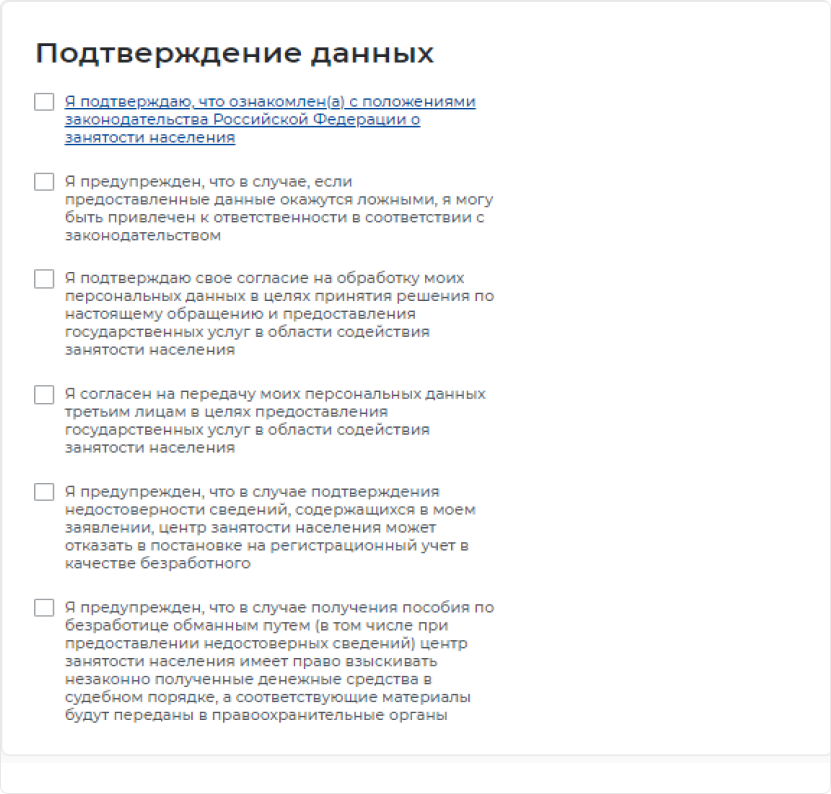 Подтверждение данных
Я подтверждаю, что ознакомлен(а) с положениями
законодательства Российской Федерации о
занятости населения
Я предупрежден, что в случае, если
предоставленные данные окажутся ложными, я могу
быть привлечен к ответственности в соответствии с
законодательством
Я подтверждаю свое согласие на обработку моих
персональных данных в целях принятия решения по
настоящему обращению и предоставления
государственных услуг в области содействия
занятости населения
Я согласен на передачу моих персональных данных
третьим лицам в целях предоставления
государственных услуг в области содействия
занятости населения
Я предупрежден, что в случае подтверждения
недостоверности сведений, содержащихся в моем
заявлении, центр занятости населения может
отказать в постановке на регистрационный учет в
качестве безработного
Я предупрежден, что в случае получения пособия по
безработице обманным путем (в том числе при
предоставлении недостоверных сведений) центр
занятости населения имеет право взыскивать
незаконно полученные денежные средства в
судебном порядке, а соответствующие материалы
будут переданы в правоохранительные органы